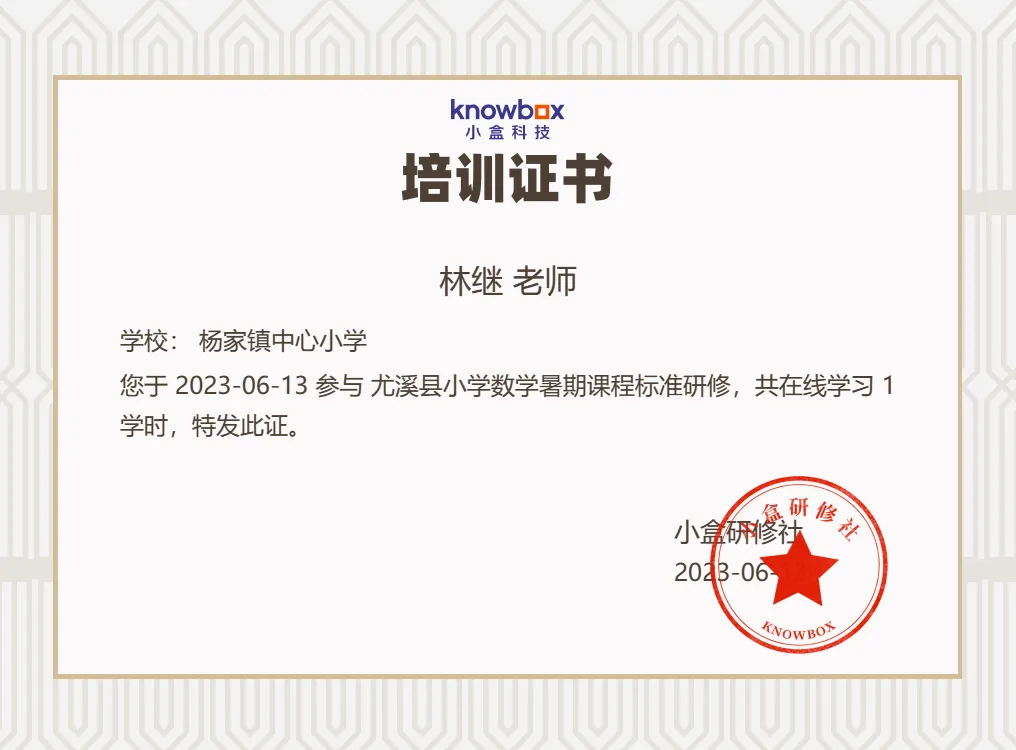 knowbox
小盒科技
培训证书
林继 老师
学校： 杨家镇中心小学
您于 2023-06-13 参与 尤溪县小学数学暑期课程标准研修，共在线学习 1
学时，特发此证。
小盒研修社
小盒研修社
2023-06-13
KNOWBOX